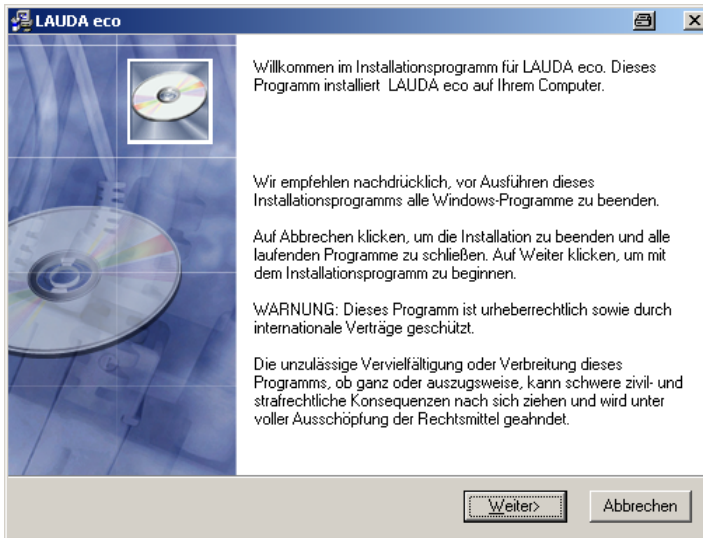 LAUDA eco
Willkommen im Installationsprogramm für LAUDA eco. Dieses
Programm installiert LAUDA eco auf Ihrem Computer.
Wir empfehlen nachdrücklich, vor Ausführen dieses
Installationsprogramms alle Windows-Programme zu beenden.
Auf Abbrechen klicken, um die Installation zu beenden und alle
laufenden Programme zu schließen. Auf Weiter klicken, um mit
dem Installationsprogramm zu beginnen.
WARNUNG: Dieses Programm ist urheberrechtlich sowie durch
internationale Verträge geschützt.
Die unzulässige Vervielfältigung oder Verbreitung dieses
Programms, ob ganz oder auszugsweise, kann schwere zivil- und
strafrechtliche Konsequenzen nach sich ziehen und wird unter
voller Ausschöpfung der Rechtsmittel geahndet.
Weiter>
Abbrechen